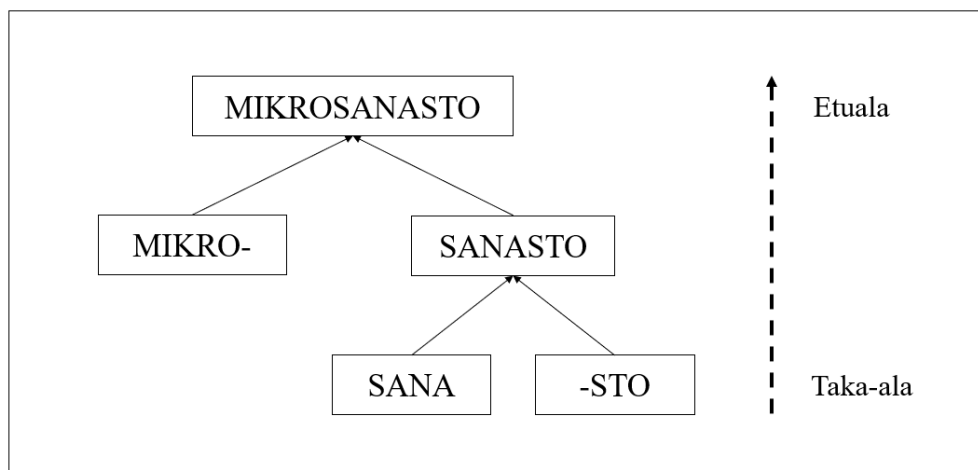 MIKROSANASTO
Etuala
MIKRO-
SANASTO
SANA
-STO
Taka-ala